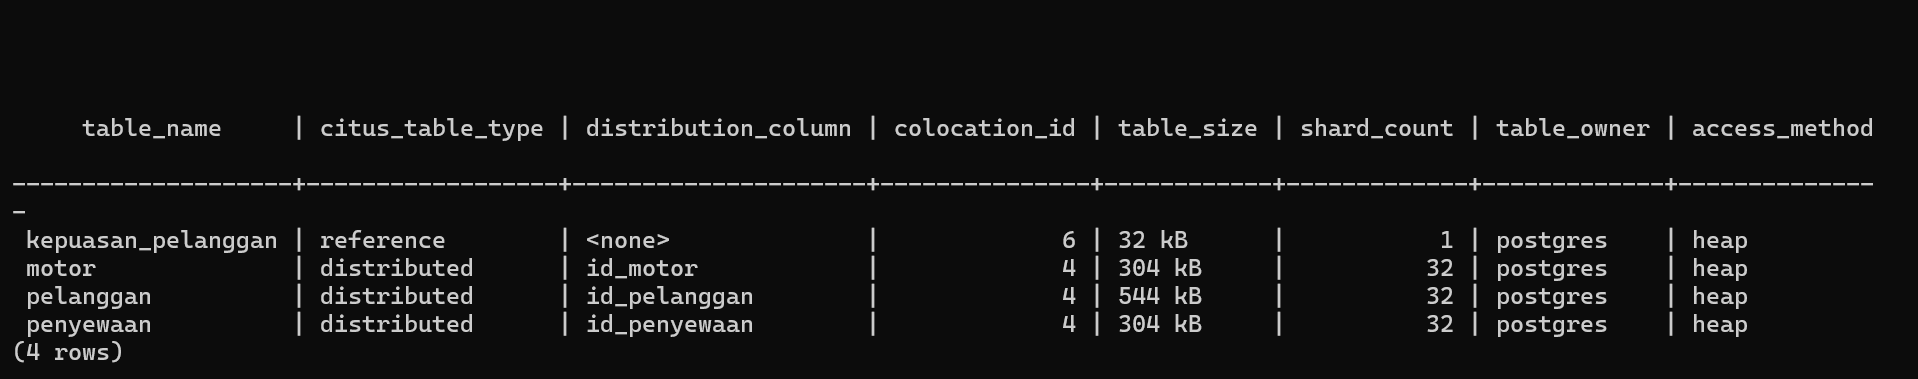 table_name     | citus_table_type | distribution_column | colocation_id | table_size | shard_count | table_owner | access_method
--------------------+------------------+---------------------+---------------+------------+-------------+-------------+--------------
-
 kepuasan_pelanggan | reference        | <none>              |             6 | 32 kB      |           1 | postgres    | heap
 motor              | distributed      | id_motor            |             4 | 304 kB     |          32 | postgres    | heap
 pelanggan          | distributed      | id_pelanggan        |             4 | 544 kB     |          32 | postgres    | heap
 penyewaan          | distributed      | id_penyewaan        |             4 | 304 kB     |          32 | postgres    | heap
(4 rows)